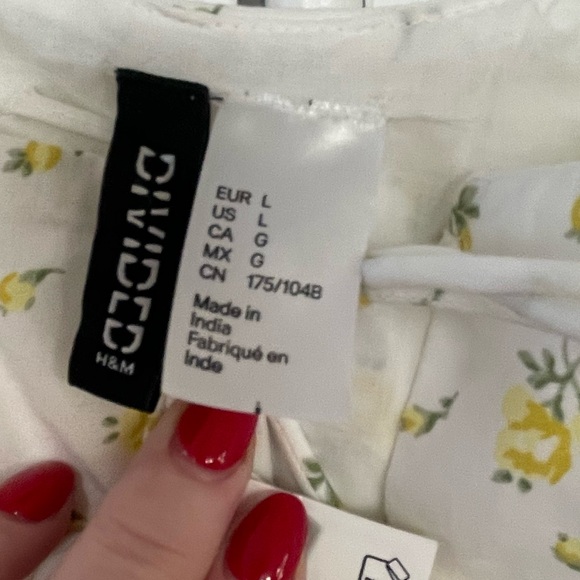 DIVIDED
H&M
EUR L
US L
CA G
MX G
CN 175/104B
Made in
India
Fabriqué en
Inde